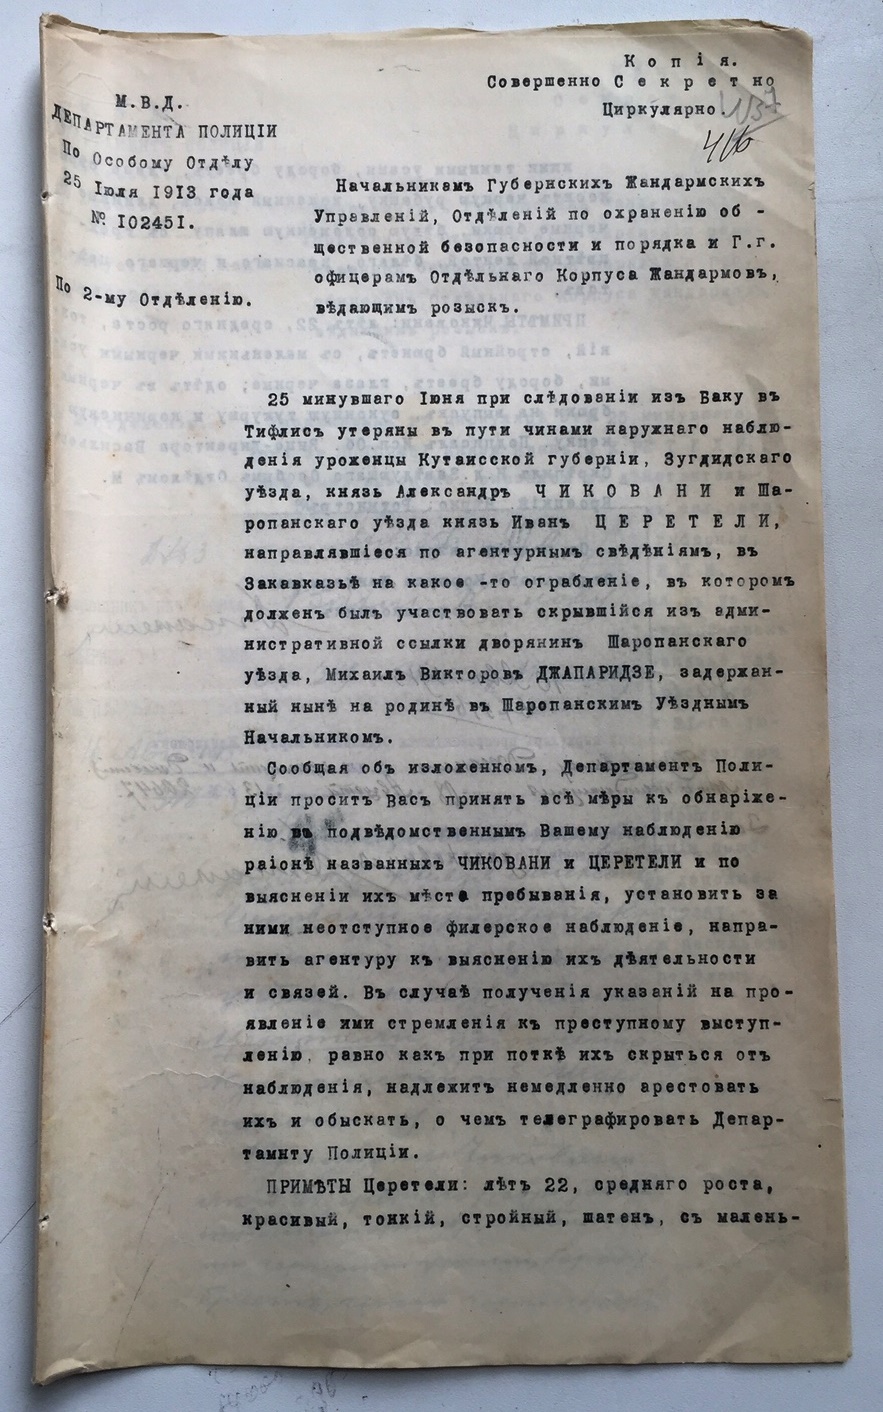 Копія.
Совершенно Секретно
Циркулярно.
М.В.Д.
ДЕПАРТАМЕНТА ПОЛИЦІИ
По Особому Отдѣлу
25 Іюля 1913 года
№ 102451.
По 2-му Отдѣленію.
416
Начальникамъ Губернскихъ Жандармскихъ
Управленій, Отдѣленій по охраненію об -
щественной безопасности и порядка и Г.г.
офицерамъ Отдѣльнаго Корпуса Жандармовъ,
вѣдающимъ розыскъ.
25 минувшаго Іюня при слѣдованіи изъ Баку въ
Тифлисъ утеряны въ пути чинами наружнаго наблю-
денія уроженцы Кутаисской губерніи, Зугдидскаго
уѣзда, князь Александръ ЧИКОВАНИ и Ша-
ропанскаго уѣзда князь Иванъ ЦЕРЕТЕЛИ,
направлявшіеся по агентурнымъ свѣдѣніямъ, въ
Закавказьѣ на какое -то ограбленіе, въ которомъ
долженъ былъ участвовать скрывшійся изъ адми-
нистративной ссылки дворянинъ Шаропанскаго
уѣзда, Михаилъ Викторовъ ДЖАПАРИДЗЕ, задержан-
ный нынѣ на родинѣ въ Шаропанскимъ Уѣзднымъ
Начальникомъ.
Сообщая объ изложенномъ, Департаментъ Поли-
ціи проситъ Васъ принять всѣ мѣры къ обнаріже-
нію въ подвѣдомственнымъ Вашему наблюденію
раіонѣ названныхъ ЧИКОВАНИ и ЦЕРЕТЕЛИ и по
выясненіи ихъ мѣста пребыванія, установить за
ними неотступное филерское наблюденіе, напра-
вить агентуру къ выясненію ихъ дѣятельности
и связей. Въ случаѣ полученія указаній на про-
явленіе ими стремленія къ преступному выступ-
ленію, равно какъ при поткѣ ихъ скрыться отъ
наблюденія, надлежитъ немедленно арестовать
ихъ и обыскать, о чемъ телеграфировать Депар-
тамнту Полиціи.
ПРИМѢТЫ Церетели: лѣтъ 22, средняго роста,
красивый, тонкій, стройный, шатенъ, съ малень-